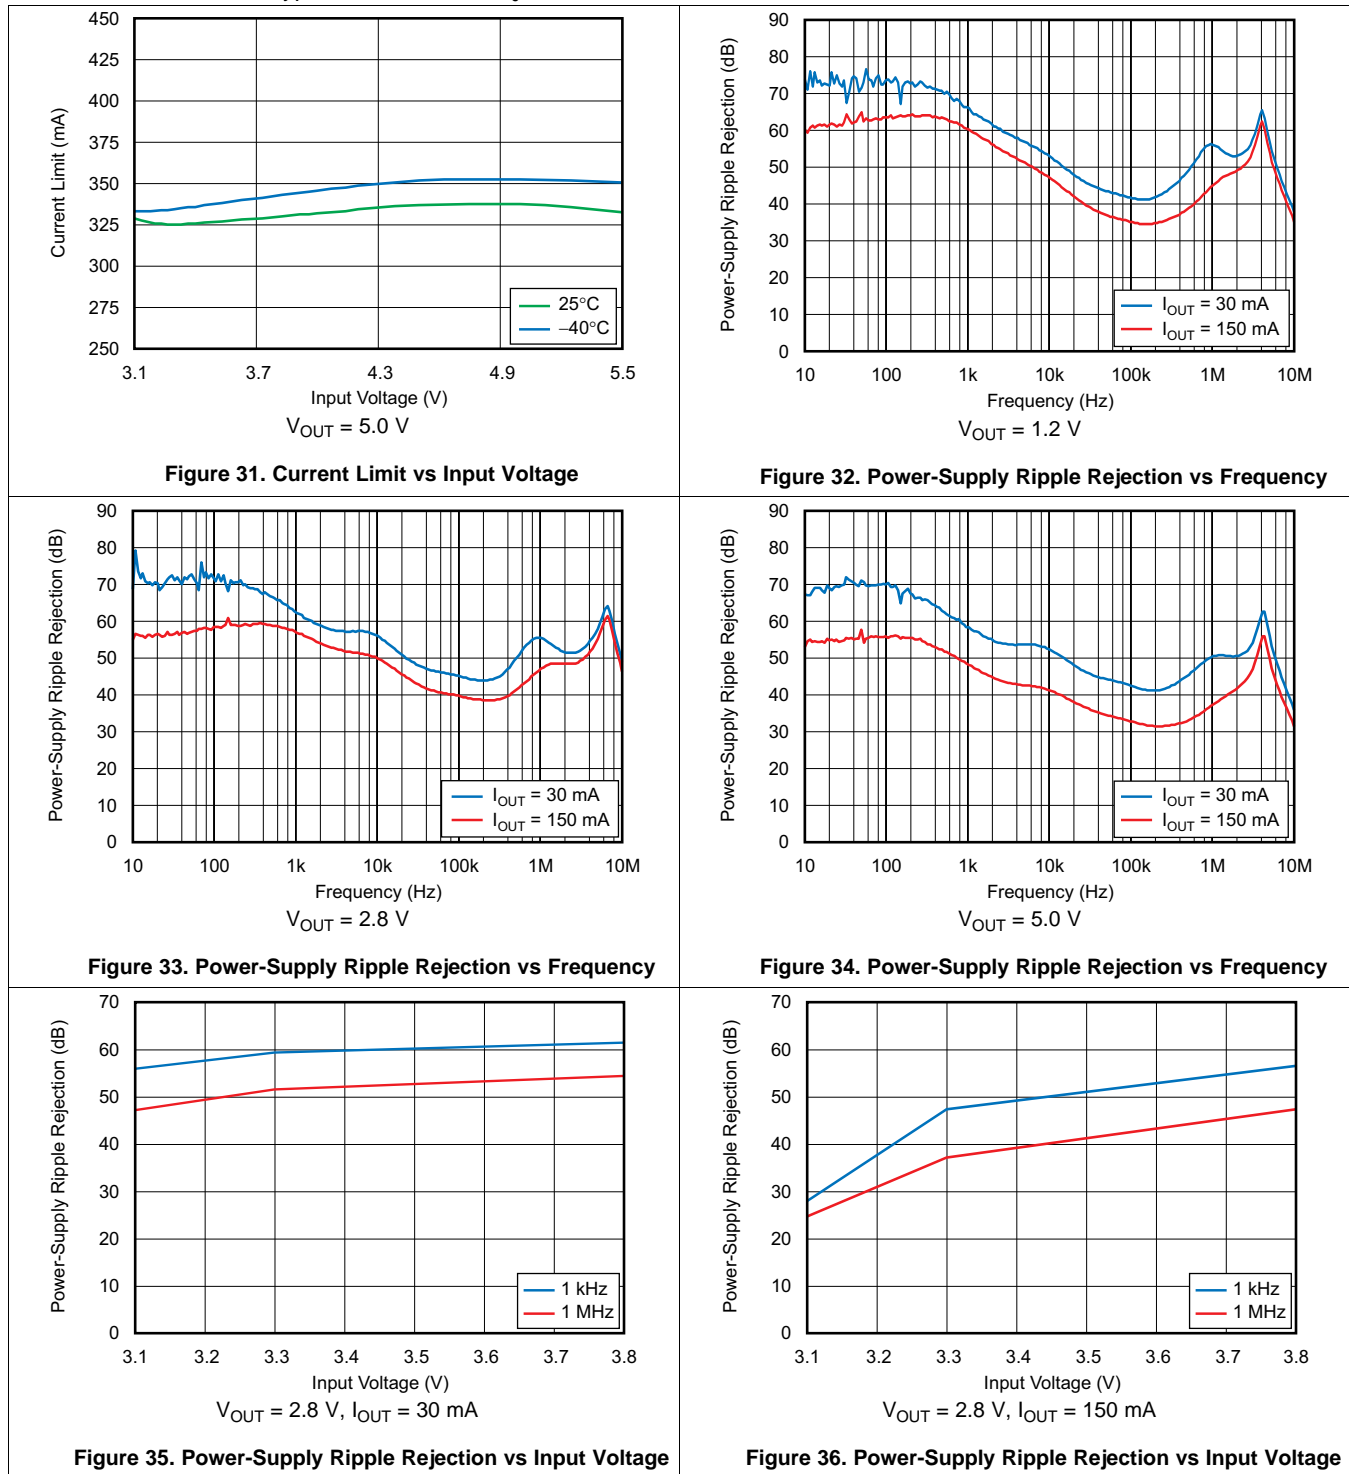 450
425
400
375
350
325
300
275
250
Current Limit (mA)
25°C
−40°C
3.1 3.7 4.3 4.9 5.5
Input Voltage (V)
VOUT = 5.0 V
Figure 31. Current Limit vs Input Voltage
90
80
70
60
50
40
30
20
10
0
Power-Supply Ripple Rejection (dB)
IOUT = 30 mA
IOUT = 150 mA
10 100 1k 10k 100k 1M 10M
Frequency (Hz)
VOUT = 1.2 V
Figure 32. Power-Supply Ripple Rejection vs Frequency
90
80
70
60
50
40
30
20
10
0
Power-Supply Ripple Rejection (dB)
IOUT = 30 mA
IOUT = 150 mA
10 100 1k 10k 100k 1M 10M
Frequency (Hz)
VOUT = 2.8 V
Figure 33. Power-Supply Ripple Rejection vs Frequency
90
80
70
60
50
40
30
20
10
0
Power-Supply Ripple Rejection (dB)
IOUT = 30 mA
IOUT = 150 mA
10 100 1k 10k 100k 1M 10M
Frequency (Hz)
VOUT = 5.0 V
Figure 34. Power-Supply Ripple Rejection vs Frequency
70
60
50
40
30
20
10
0
Power-Supply Ripple Rejection (dB)
1 kHz
1 MHz
3.1 3.2 3.3 3.4 3.5 3.6 3.7 3.8
Input Voltage (V)
VOUT = 2.8 V, IOUT = 30 mA
Figure 35. Power-Supply Ripple Rejection vs Input Voltage
70
60
50
40
30
20
10
0
Power-Supply Ripple Rejection (dB)
1 kHz
1 MHz
3.1 3.2 3.3 3.4 3.5 3.6 3.7 3.8
Input Voltage (V)
VOUT = 2.8 V, IOUT = 150 mA
Figure 36. Power-Supply Ripple Rejection vs Input Voltage